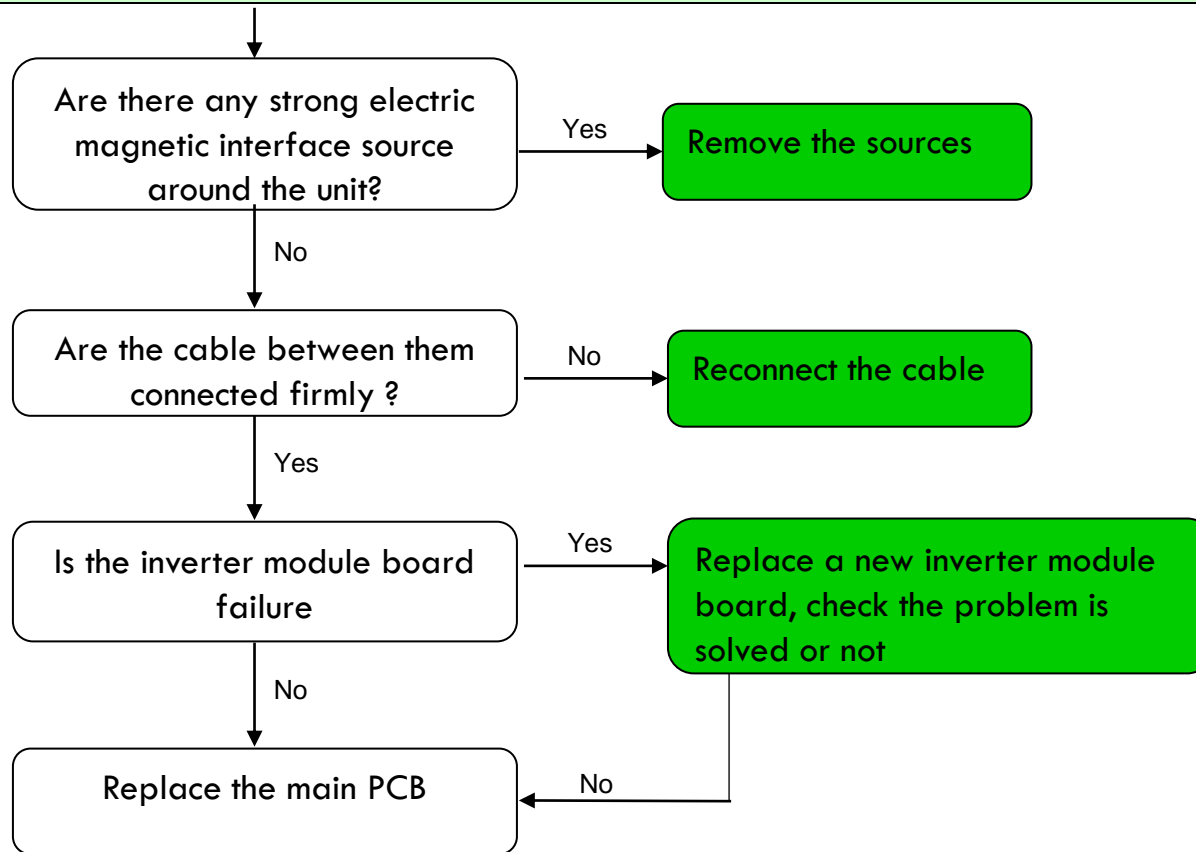 Are there any strong electric
magnetic interface source
around the unit?
Yes
Remove the sources
No
Are the cable between them
connected firmly ?
No
Reconnect the cable
Yes
Is the inverter module board
failure
Yes
Replace a new inverter module
board, check the problem is
solved or not
No
Replace the main PCB
No